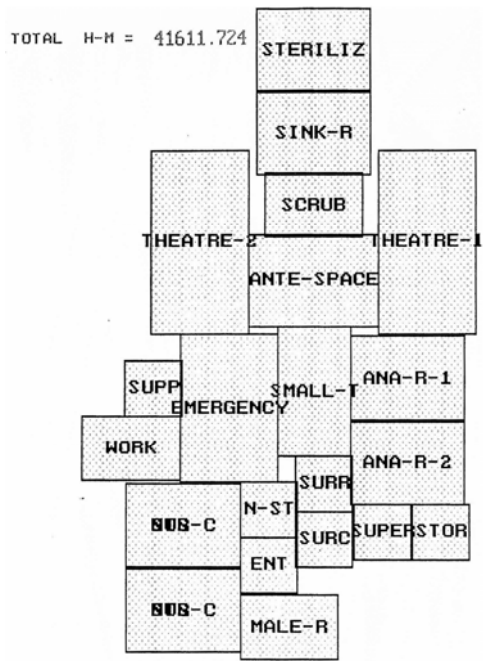 TOTAL H-M = 41611.724
STERILIZ
SINK-R
SCRUB
THEATRE-2
THEATRE-1
ANTE-SPACE
SUPP
EMERGENCY
SMALL-T
ANA-R-1
WORK
ANA-R-2
SURR
N-ST
SURC
SUPER
STOR
-C
ENT
-C
MALE-R